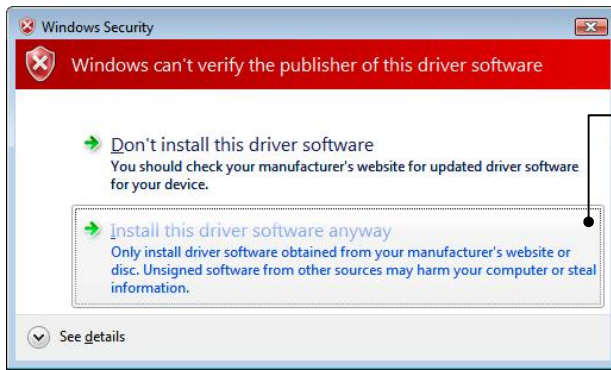 Windows Security
Windows can't verify the publisher of this driver software
Don't install this driver software
You should check your manufacturer's website for updated driver software
for your device.
Install this driver software anyway
Only install driver software obtained from your manufacturer's website or
disc. Unsigned software from other sources may harm your computer or steal
information.
See details